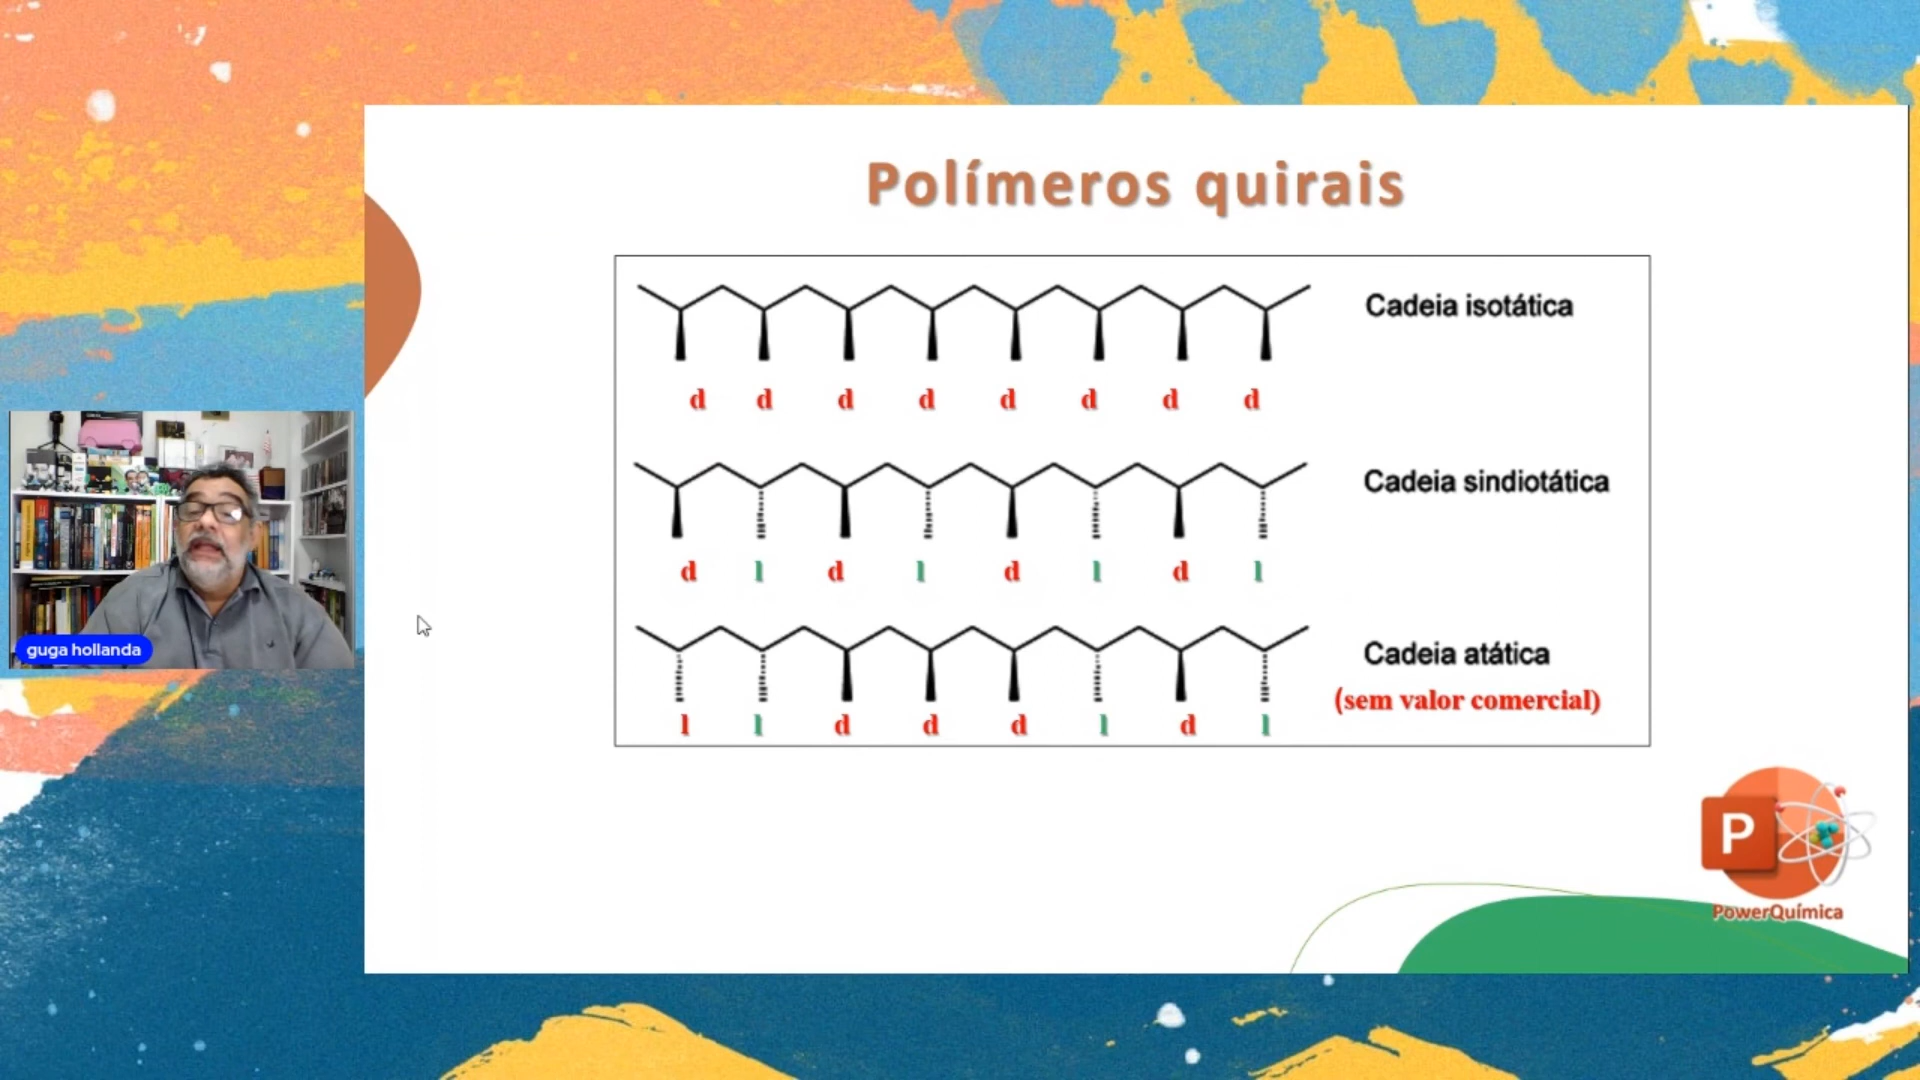 Polímeros quirais
Cadeia isotática
d d d d d d d d
Cadeia sindiotática
d l d l d l d l
Cadeia atática
(sem valor comercial)
l l d d d l d l
guga hollanda
P
PowerQuímica